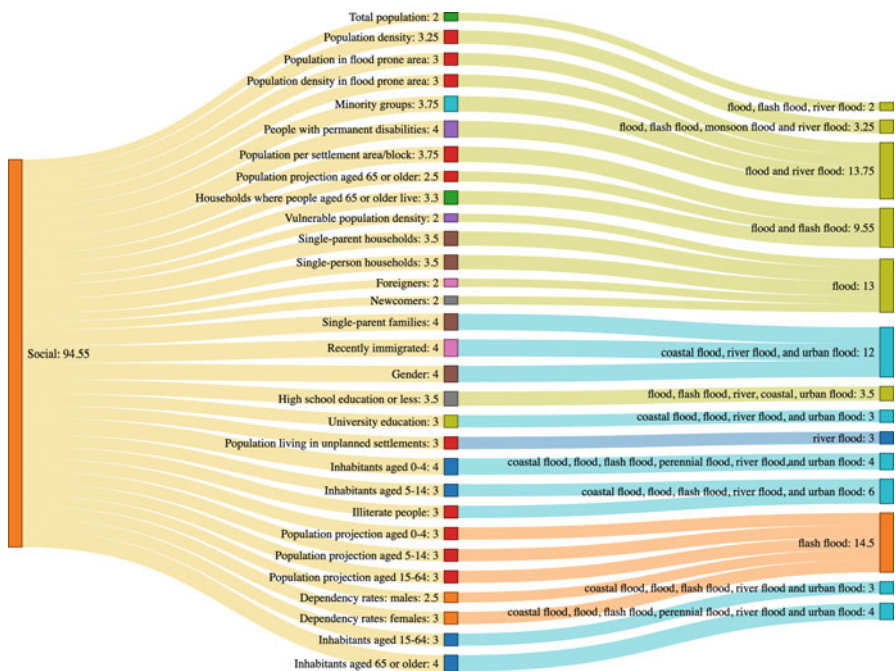 Social: 94.55
Total population: 2
Population density: 3.25
Population in flood prone area: 3
Population density in flood prone area: 3
Minority groups: 3.75
People with permanent disabilities: 4
Population per settlement area/block: 3.75
Population projection aged 65 or older: 2.5
Households where people aged 65 or older live: 3.3
Vulnerable population density: 2
Single-parent households: 3.5
Single-person households: 3.5
Foreigners: 2
Newcomers: 2
Single-parent families: 4
Recently immigrated: 4
Gender: 4
High school education or less: 3.5
University education: 3
Population living in unplanned settlements: 3
Inhabitants aged 0-4: 4
Inhabitants aged 5-14: 3
Illiterate people: 3
Population projection aged 0-4: 3
Population projection aged 5-14: 3
Population projection aged 15-64: 3
Dependency rates: males: 2.5
Dependency rates: females: 3
Inhabitants aged 15-64: 3
Inhabitants aged 65 or older: 4
flood, flash flood, river flood: 2
flood, flash flood, monsoon flood and river flood: 3.25
flood and river flood: 13.75
flood and flash flood: 9.55
flood: 13
coastal flood, river flood, and urban flood: 12
flood, flash flood, river, coastal, urban flood: 3.5
coastal flood, flood, river flood, and urban flood: 3
river flood: 3
coastal flood, flood, flash flood, perennial flood, river flood,and urban flood: 4
coastal flood, flood, flash flood, river flood, and urban flood: 6
flash flood: 14.5
coastal flood, flood, flash flood, river flood and urban flood: 3
coastal flood, flood, flash flood, perennial flood, river flood and urban flood: 4